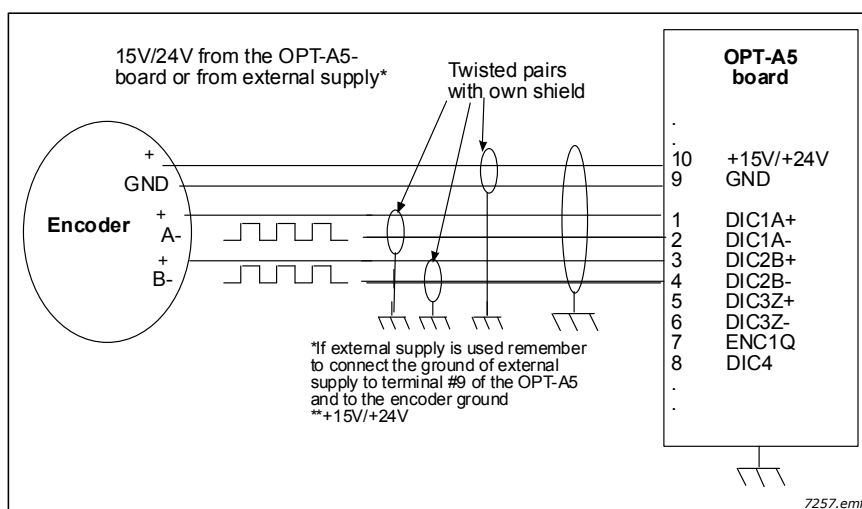 15V/24V from the OPT-A5-
board or from external supply*
Twisted pairs
with own shield
OPT-A5
board
.
.
10 +15V/+24V
9 GND
1 DIC1A+
2 DIC1A-
3 DIC2B+
4 DIC2B-
5 DIC3Z+
6 DIC3Z-
7 ENC1Q
8 DIC4
.
.
+
GND
Encoder
+
A-
+
B-
*If external supply is used remember
to connect the ground of external
supply to terminal #9 of the OPT-A5
and to the encoder ground
**+15V/+24V
7257.emf